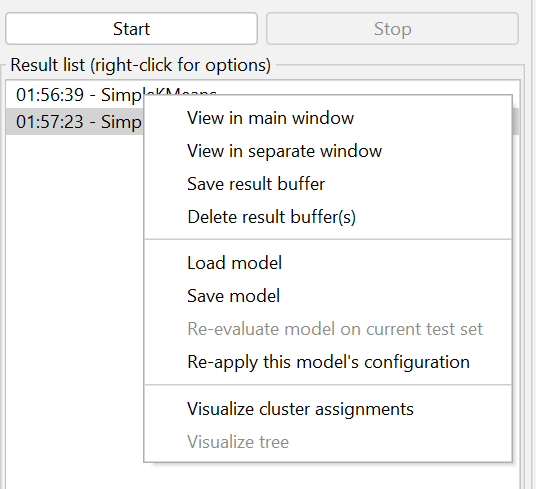 Start
Stop
Result list (right-click for options)
01:56:39 - SimpleKMeans
01:57:23 - Simp
View in main window
View in separate window
Save result buffer
Delete result buffer(s)
Load model
Save model
Re-evaluate model on current test set
Re-apply this model's configuration
Visualize cluster assignments
Visualize tree